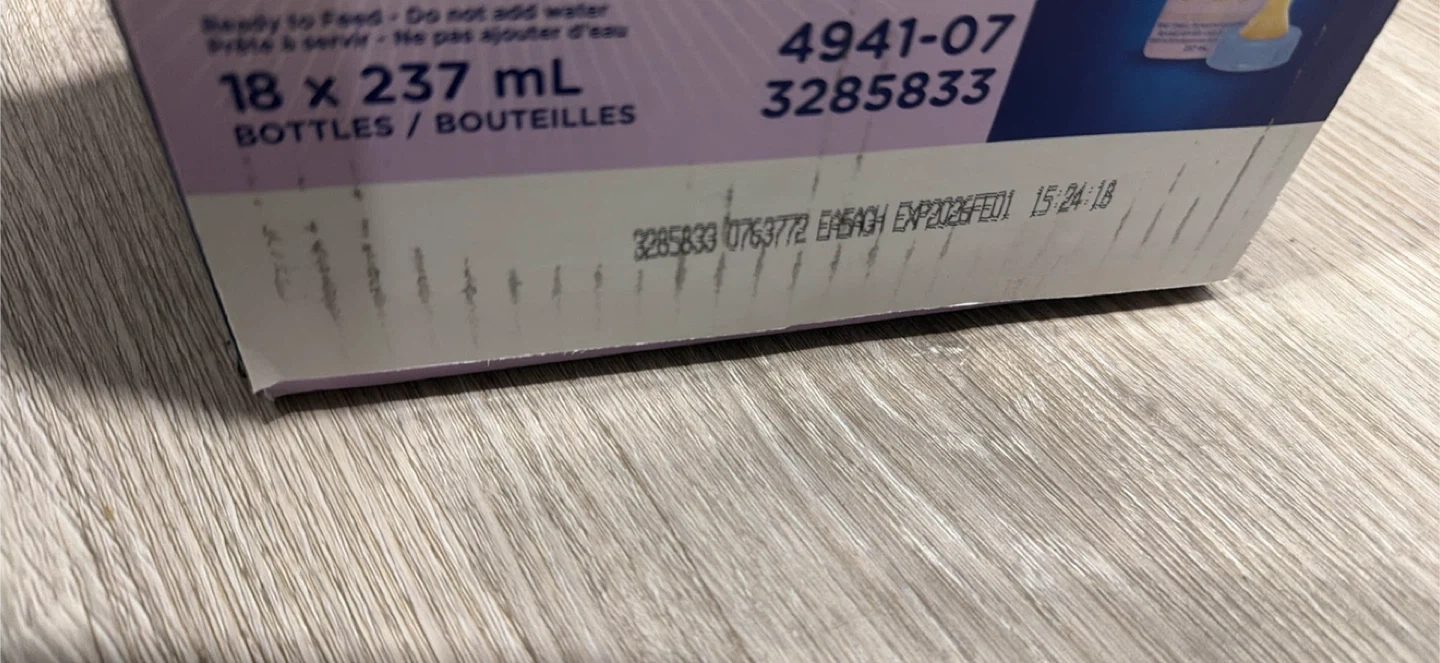 Ready to Feed - Do not add water
Prête à servir - Ne pas ajouter d'eau
18 x 237 mL
BOTTLES / BOUTEILLES
4941-07
3285833
3285833 0763772 EA5AGH EXP2026FE01 15:24:18